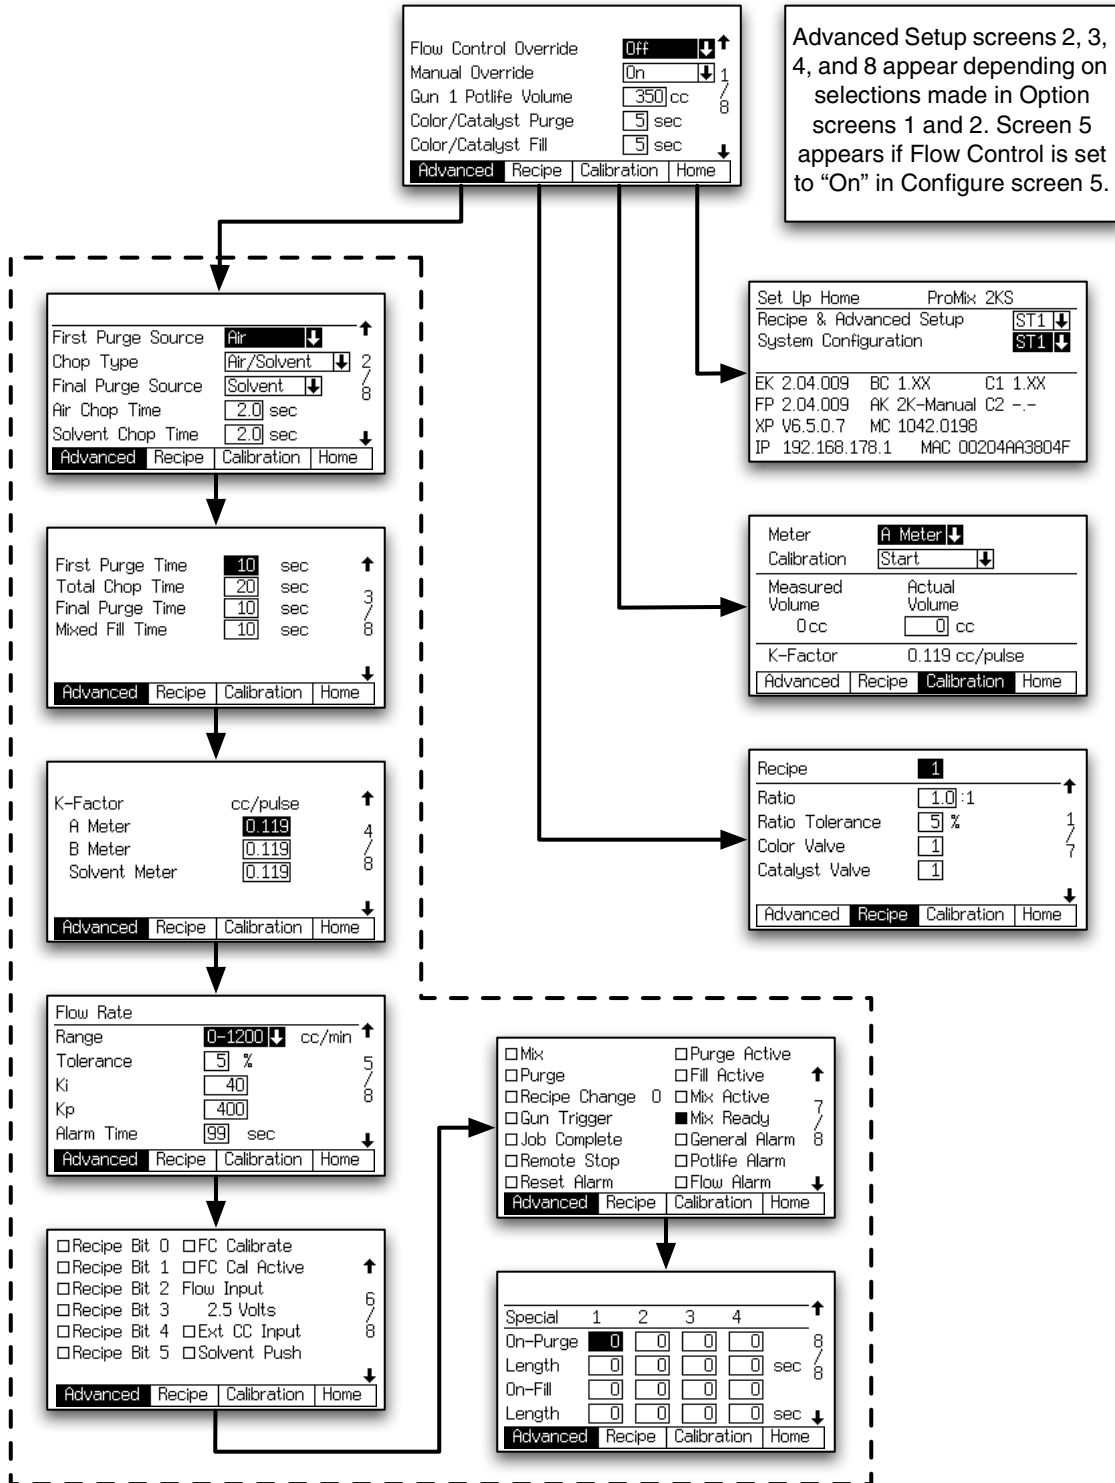 Flow Control Override Off
Manual Override On
Gun 1 Potlife Volume 350 cc
Color/Catalyst Purge 5 sec
Color/Catalyst Fill 5 sec
1/8
Advanced Recipe Calibration Home
Advanced Setup screens 2, 3,
4, and 8 appear depending on
selections made in Option
screens 1 and 2. Screen 5
appears if Flow Control is set
to “On” in Configure screen 5.
First Purge Source Air
Chop Type Air/Solvent
Final Purge Source Solvent
Air Chop Time 2.0 sec
Solvent Chop Time 2.0 sec
2/8
Advanced Recipe Calibration Home
First Purge Time 10 sec
Total Chop Time 20 sec
Final Purge Time 10 sec
Mixed Fill Time 10 sec
3/8
Advanced Recipe Calibration Home
K-Factor cc/pulse
A Meter 0.119
B Meter 0.119
Solvent Meter 0.119
4/8
Advanced Recipe Calibration Home
Flow Rate
Range 0-1200 cc/min
Tolerance 5 %
Ki 40
Kp 400
Alarm Time 99 sec
5/8
Advanced Recipe Calibration Home
Recipe Bit 0 FC Calibrate
Recipe Bit 1 FC Cal Active
Recipe Bit 2 Flow Input
Recipe Bit 3 2.5 Volts
Recipe Bit 4 Ext CC Input
Recipe Bit 5 Solvent Push
6/8
Advanced Recipe Calibration Home
Mix Purge Active
Purge Fill Active
Recipe Change 0 Mix Active
Gun Trigger Mix Ready
Job Complete General Alarm
Remote Stop Potlife Alarm
Reset Alarm Flow Alarm
7/8
Advanced Recipe Calibration Home
Special 1 2 3 4
On-Purge 0 0 0 0
Length 0 0 0 0 sec
On-Fill 0 0 0 0
Length 0 0 0 0 sec
8/8
Advanced Recipe Calibration Home
Set Up Home ProMix 2KS
Recipe & Advanced Setup ST1
System Configuration ST1
EK 2.04.009 BC 1.XX C1 1.XX
FP 2.04.009 AK 2K-Manual C2 -.-
XP V6.5.0.7 MC 1042.0198
IP 192.168.178.1 MAC 00204AA3804F
Meter A Meter
Calibration Start
Measured Actual
Volume Volume
0 cc 0 cc
K-Factor 0.119 cc/pulse
Advanced Recipe Calibration Home
Recipe 1
Ratio 1.0 :1
Ratio Tolerance 5 %
Color Valve 1
Catalyst Valve 1
1/7
Advanced Recipe Calibration Home